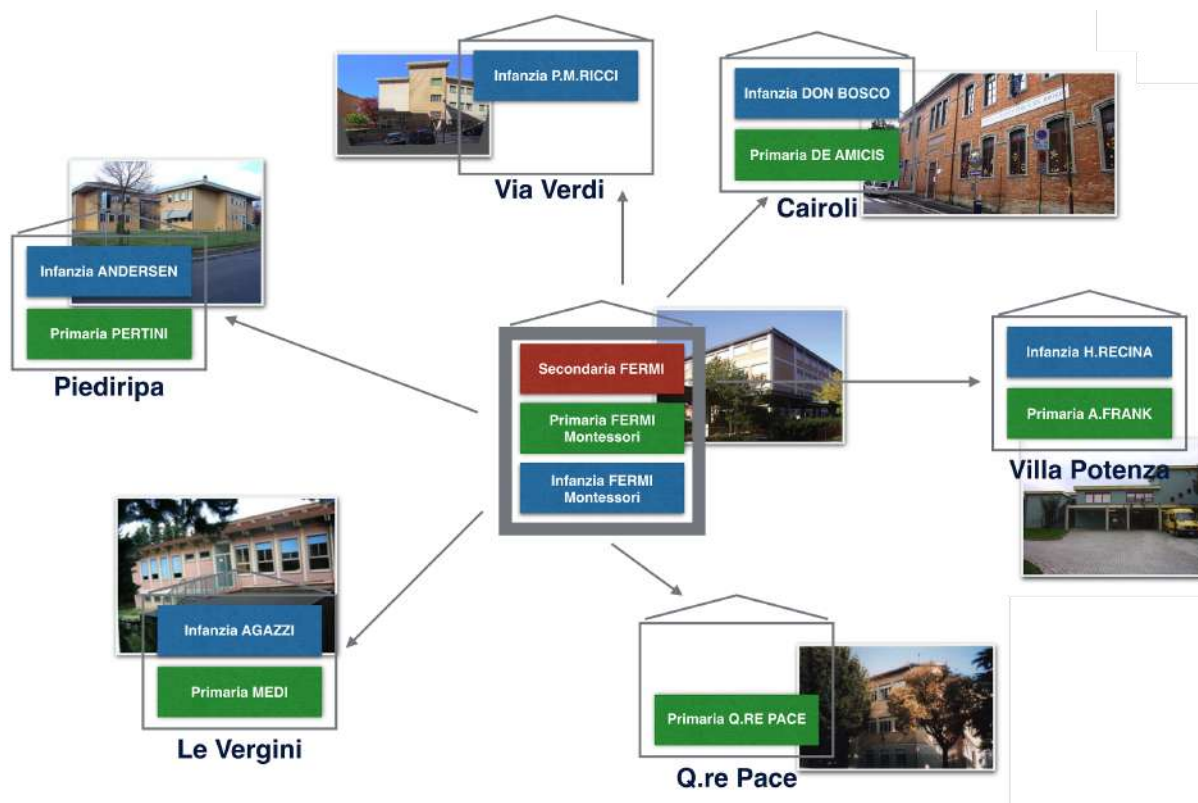 Infanzia P.M.RICCI
Via Verdi
Infanzia DON BOSCO
Primaria DE AMICIS
Cairoli
Infanzia ANDERSEN
Primaria PERTINI
Piediripa
Secondaria FERMI
Primaria FERMI
Montessori
Infanzia FERMI
Montessori
Infanzia H.RECINA
Primaria A.FRANK
Villa Potenza
Infanzia AGAZZI
Primaria MEDI
Le Vergini
Primaria Q.RE PACE
Q.re Pace